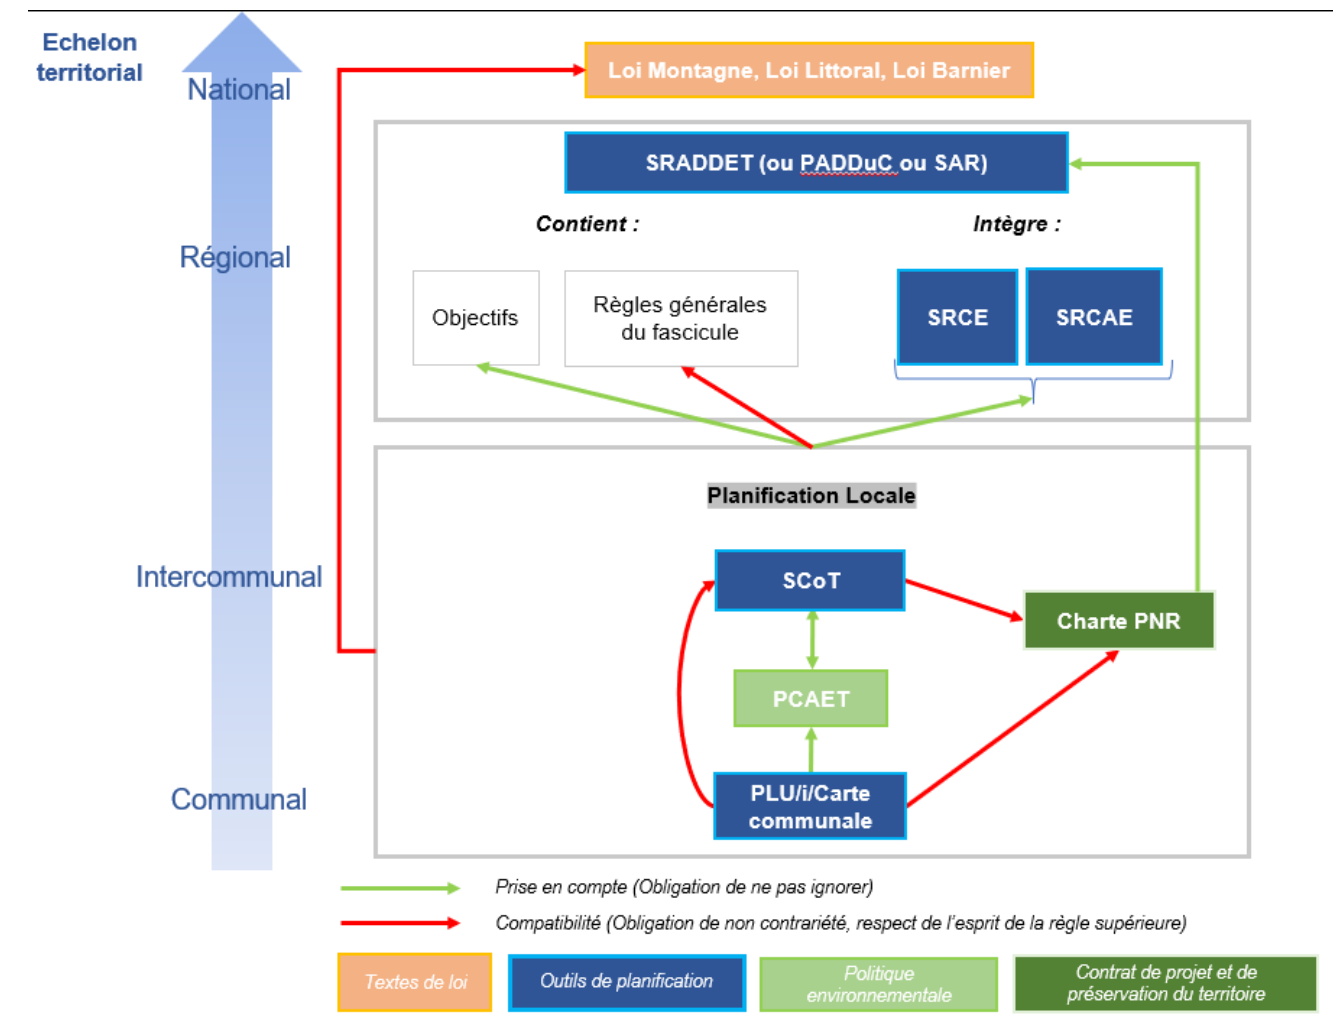 Echelon
territorial
National
Loi Montagne, Loi Littoral, Loi Barnier
SRADDET (ou PADDuC ou SAR)
Contient :
Intègre :
Régional
Objectifs
Règles générales
du fascicule
SRCE
SRCAE
Planification Locale
Intercommunal
SCoT
Charte PNR
PCAET
Communal
PLU/i/Carte
communale
Prise en compte (Obligation de ne pas ignorer)
Compatibilité (Obligation de non contrariété, respect de l'esprit de la règle supérieure)
Textes de loi
Outils de planification
Politique
environnementale
Contrat de projet et de
préservation du territoire